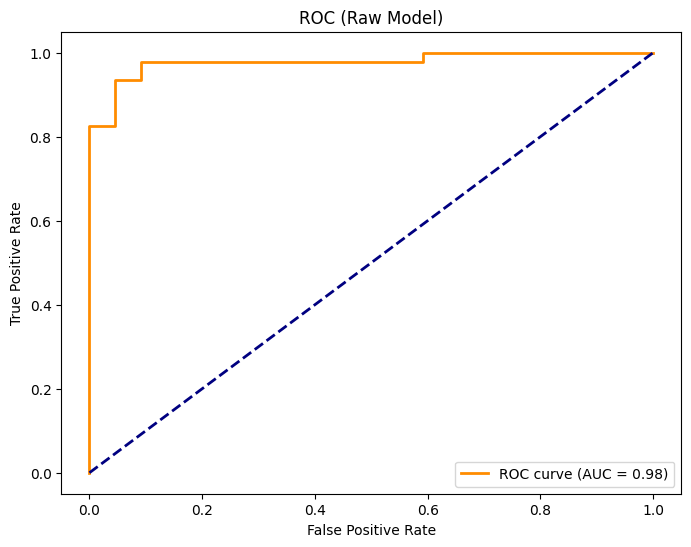 ROC (Raw Model)
True Positive Rate
1.0
0.8
0.6
0.4
0.2
0.0
ROC curve (AUC = 0.98)
0.0 0.2 0.4 0.6 0.8 1.0
False Positive Rate